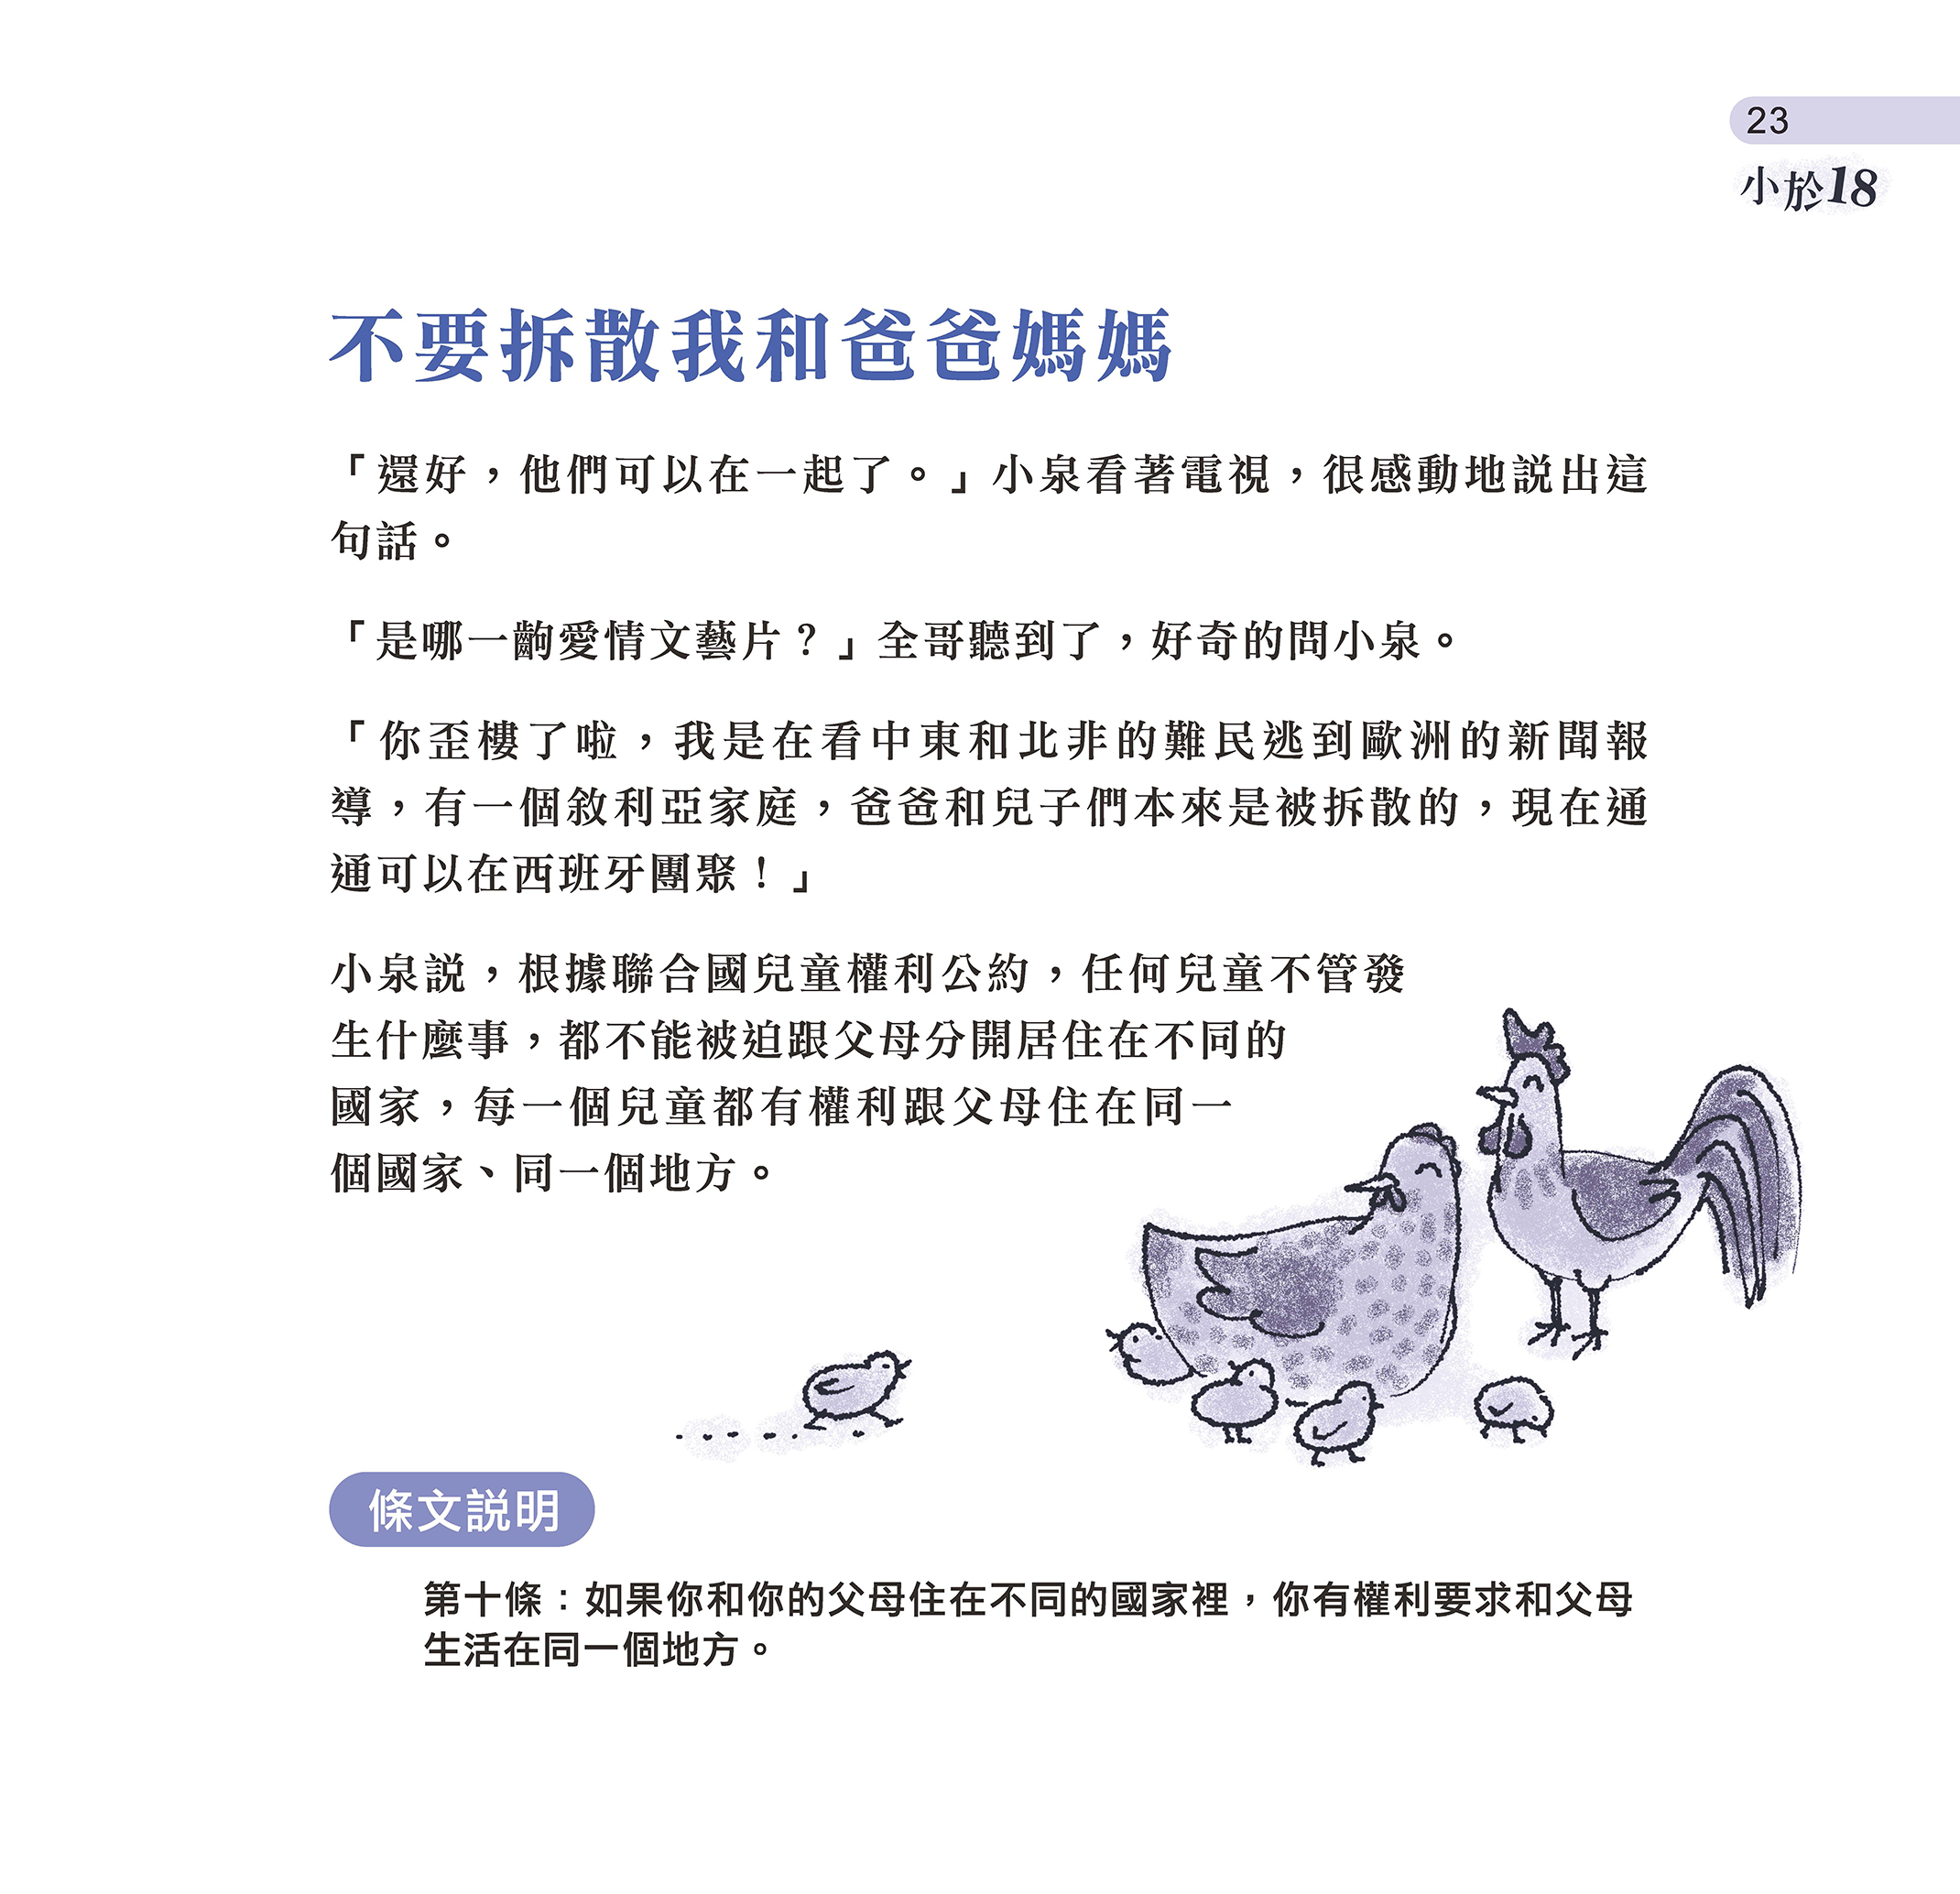 23
小於18
不要拆散我和爸爸媽媽
「還好，他們可以在一起了。」小泉看著電視，很感動地説出這
句話。
「是哪一齣愛情文藝片？」全哥聽到了，好奇的問小泉。
「你歪樓了啦，我是在看中東和北非的難民逃到歐洲的新聞報
導，有一個敘利亞家庭，爸爸和兒子們本來是被拆散的，現在通
通可以在西班牙團聚！」
小泉説，根據聯合國兒童權利公約，任何兒童不管發
生什麼事，都不能被迫跟父母分開居住在不同的
國家，每一個兒童都有權利跟父母住在同一
個國家、同一個地方。
條文説明
第十條：如果你和你的父母住在不同的國家裡，你有權利要求和父母
生活在同一個地方。